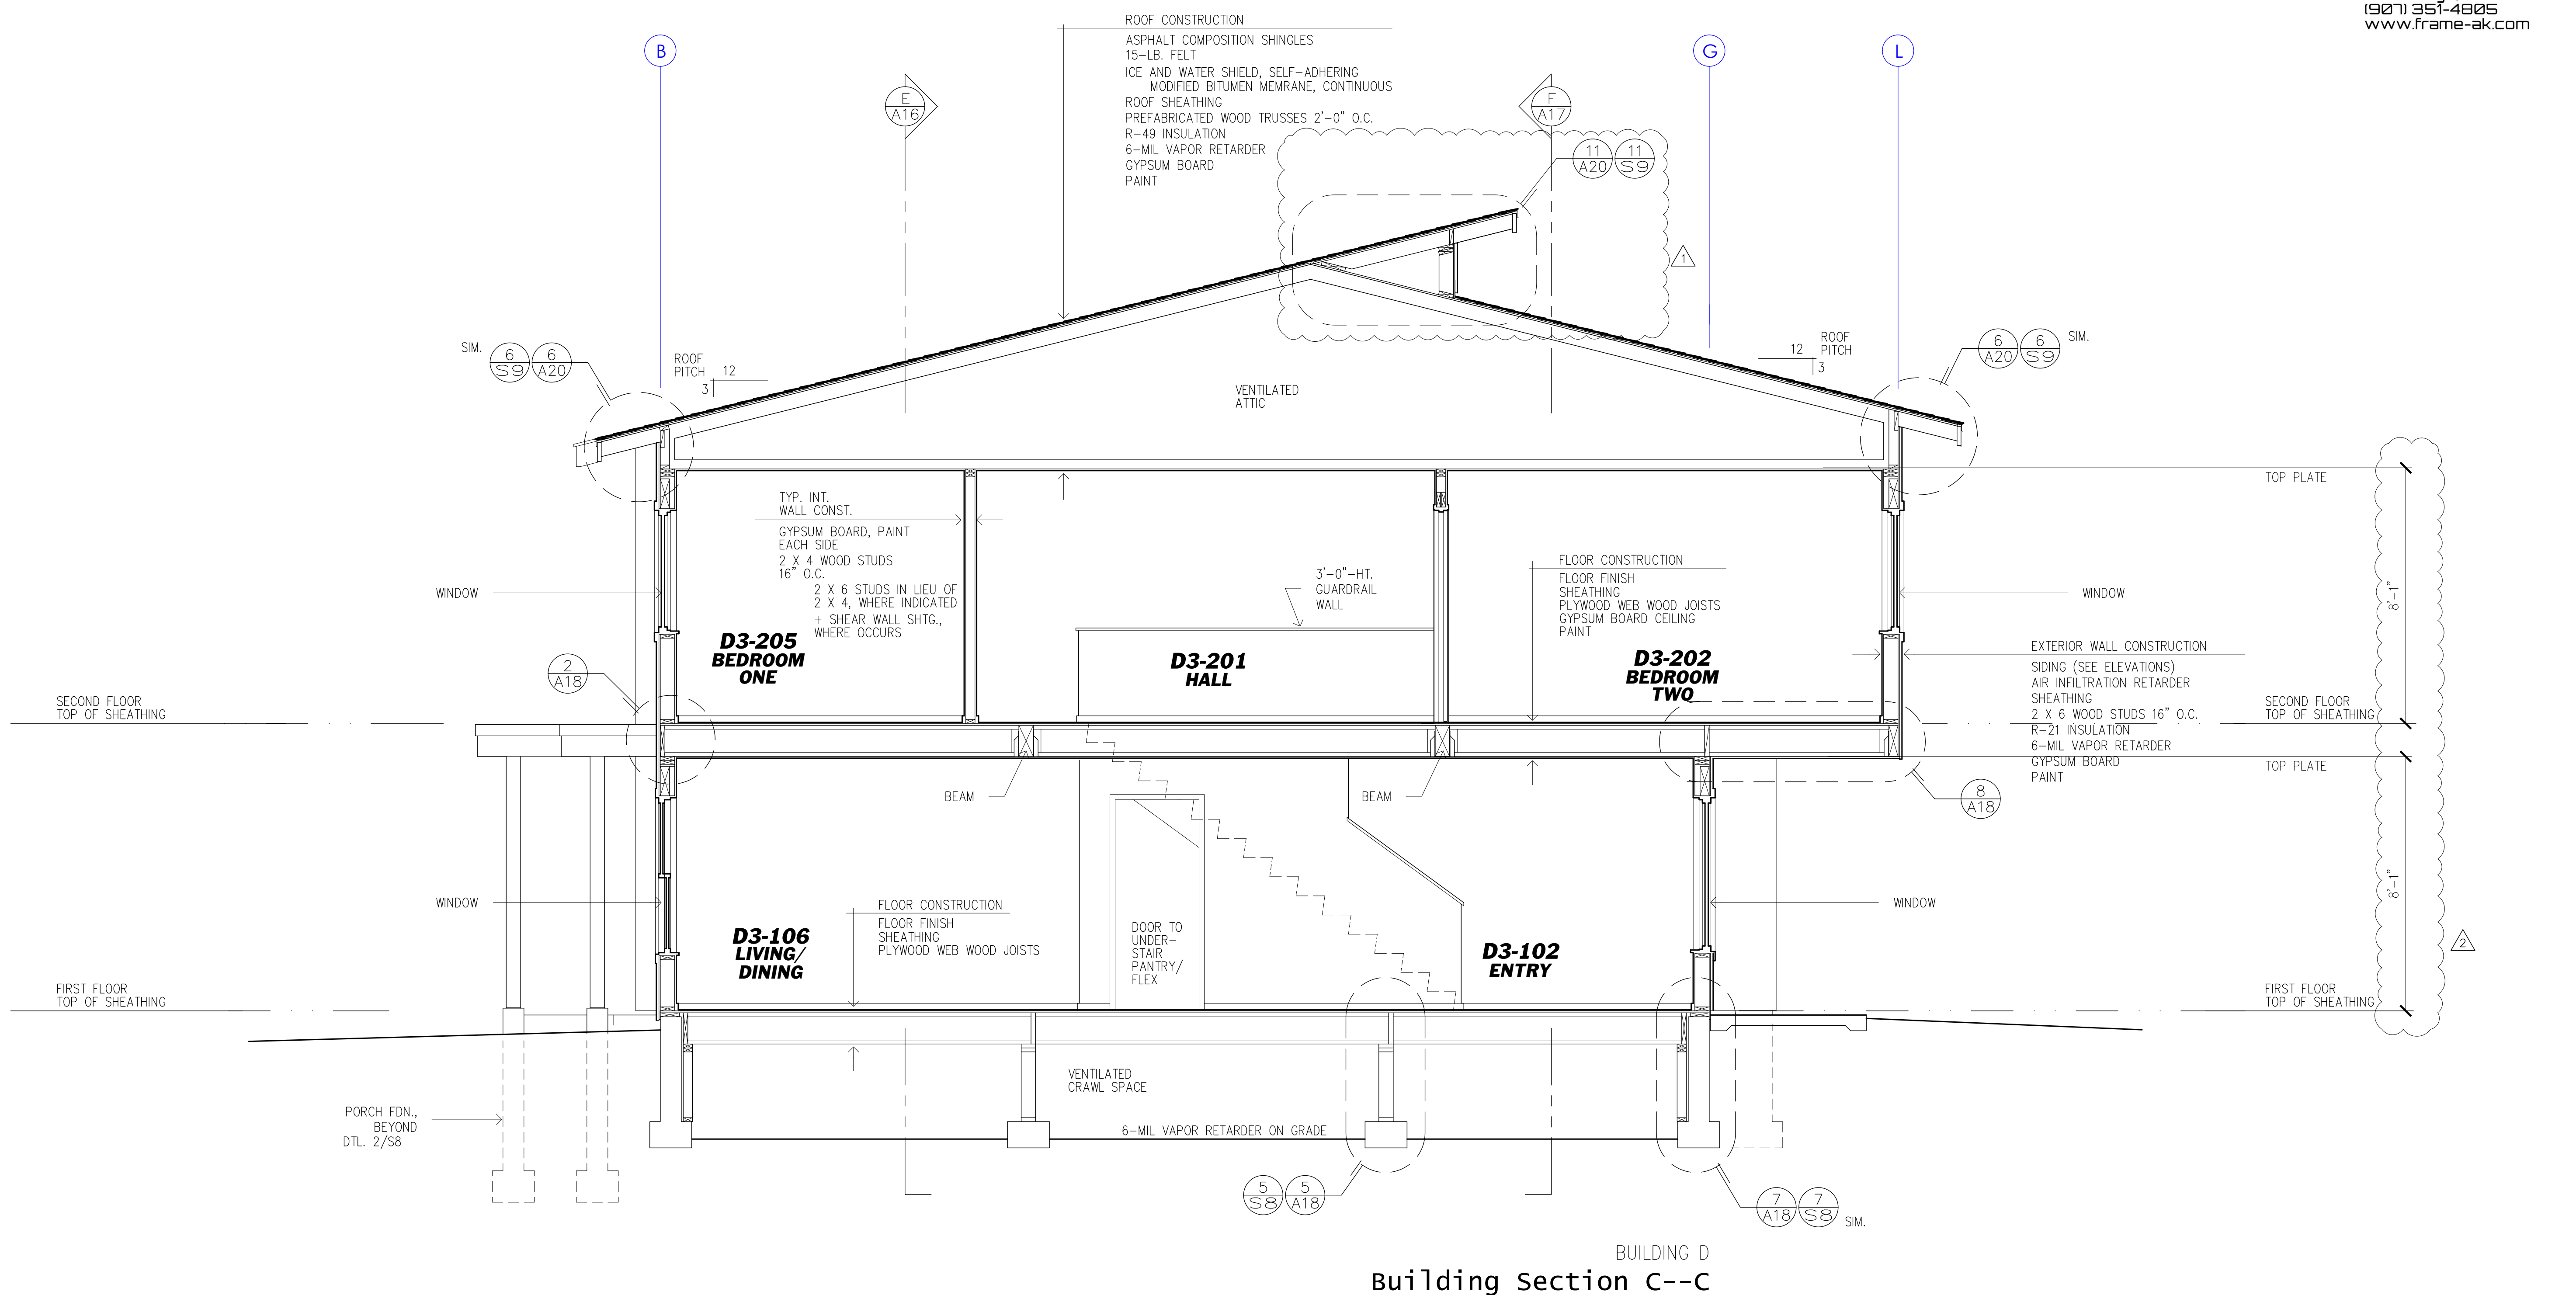 (907) 351-4805
www.frame-ak.com
B
G
L
E
A16
F
A17
ROOF CONSTRUCTION
ASPHALT COMPOSITION SHINGLES
15-LB. FELT
ICE AND WATER SHIELD, SELF-ADHERING
MODIFIED BITUMEN MEMRANE, CONTINUOUS
ROOF SHEATHING
PREFABRICATED WOOD TRUSSES 2'-0" O.C.
R-49 INSULATION
6-MIL VAPOR RETARDER
GYPSUM BOARD
PAINT
11
A20
11
S9
1
SIM.
6
S9
6
A20
ROOF
PITCH
12
3
12
ROOF
PITCH
3
6
A20
6
S9
SIM.
VENTILATED
ATTIC
TOP PLATE
TYP. INT.
WALL CONST.
GYPSUM BOARD, PAINT
EACH SIDE
2 X 4 WOOD STUDS
16" O.C.
2 X 6 STUDS IN LIEU OF
2 X 4, WHERE INDICATED
+ SHEAR WALL SHTG.,
WHERE OCCURS
3'-0"-HT.
GUARDRAIL
WALL
FLOOR CONSTRUCTION
FLOOR FINISH
SHEATHING
PLYWOOD WEB WOOD JOISTS
GYPSUM BOARD CEILING
PAINT
WINDOW
WINDOW
8'-1"
D3-205
BEDROOM
ONE
D3-201
HALL
D3-202
BEDROOM
TWO
EXTERIOR WALL CONSTRUCTION
SIDING (SEE ELEVATIONS)
AIR INFILTRATION RETARDER
SHEATHING
2 X 6 WOOD STUDS 16" O.C.
R-21 INSULATION
6-MIL VAPOR RETARDER
GYPSUM BOARD
PAINT
2
A18
SECOND FLOOR
TOP OF SHEATHING
SECOND FLOOR
TOP OF SHEATHING
TOP PLATE
BEAM
BEAM
8
A18
WINDOW
WINDOW
8'-1"
FLOOR CONSTRUCTION
FLOOR FINISH
SHEATHING
PLYWOOD WEB WOOD JOISTS
D3-106
LIVING/
DINING
DOOR TO
UNDER-
STAIR
PANTRY/
FLEX
D3-102
ENTRY
2
FIRST FLOOR
TOP OF SHEATHING
FIRST FLOOR
TOP OF SHEATHING
VENTILATED
CRAWL SPACE
PORCH FDN.,
BEYOND
DTL. 2/S8
6-MIL VAPOR RETARDER ON GRADE
5
S8
5
A18
7
A18
7
S8
SIM.
BUILDING D
Building Section C--C